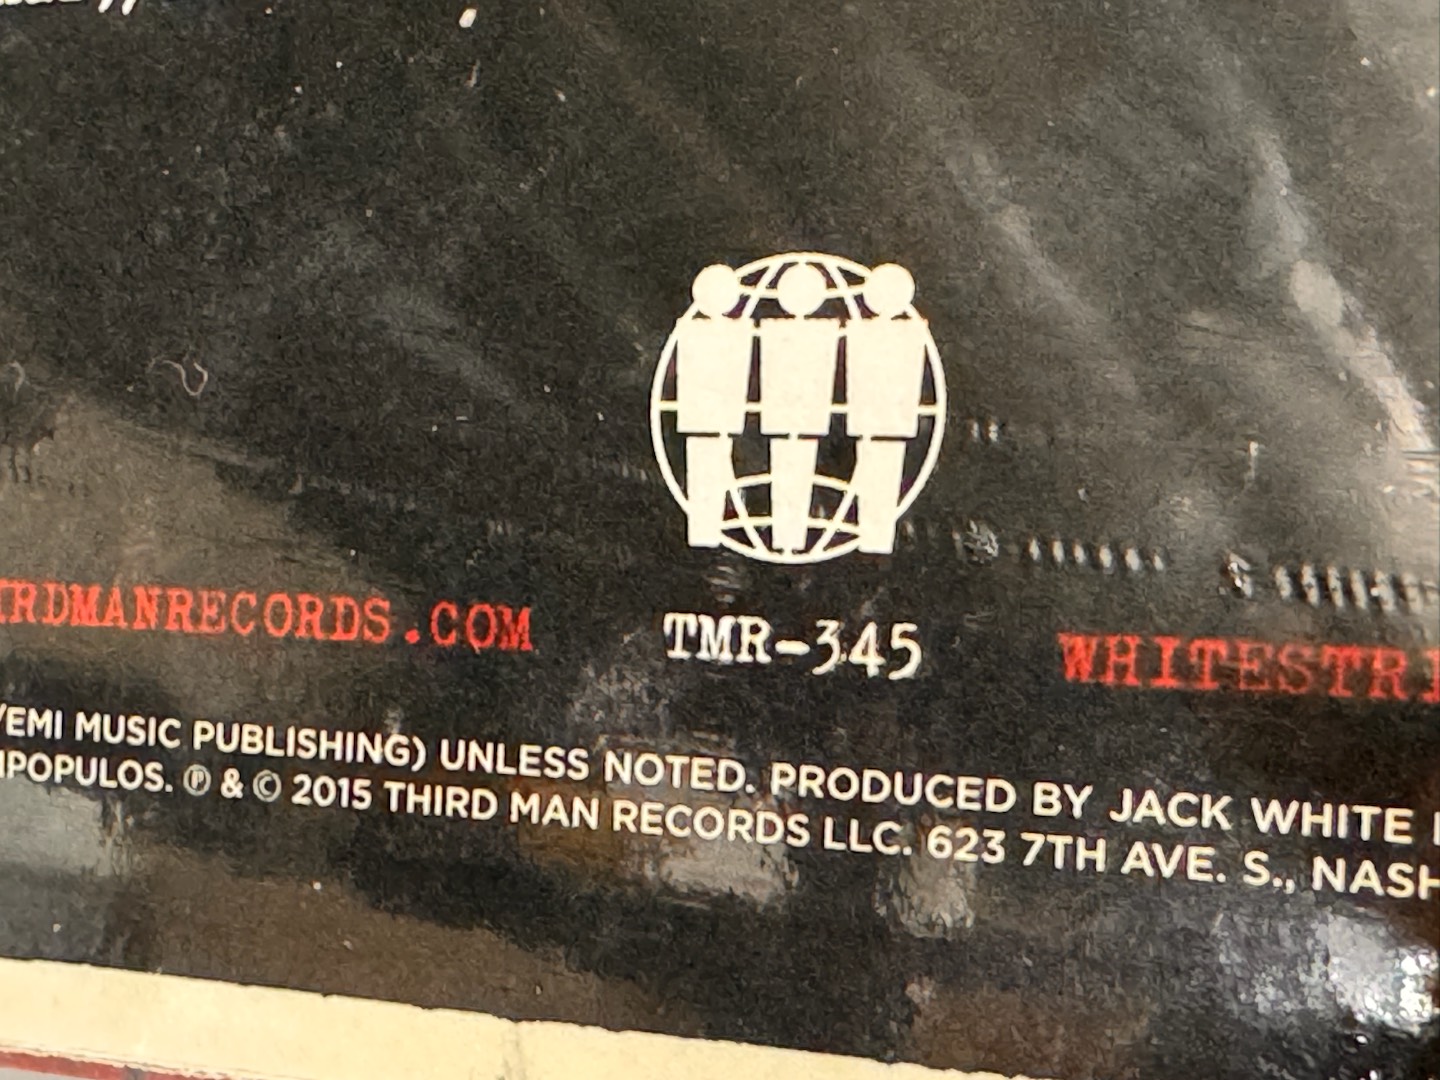 IRDMANRECORDS.COM TMR-345 WHITESTRI
/EMI MUSIC PUBLISHING) UNLESS NOTED. PRODUCED BY JACK WHITE
IPOPULOS. ℗ & © 2015 THIRD MAN RECORDS LLC. 623 7TH AVE. S., NASH